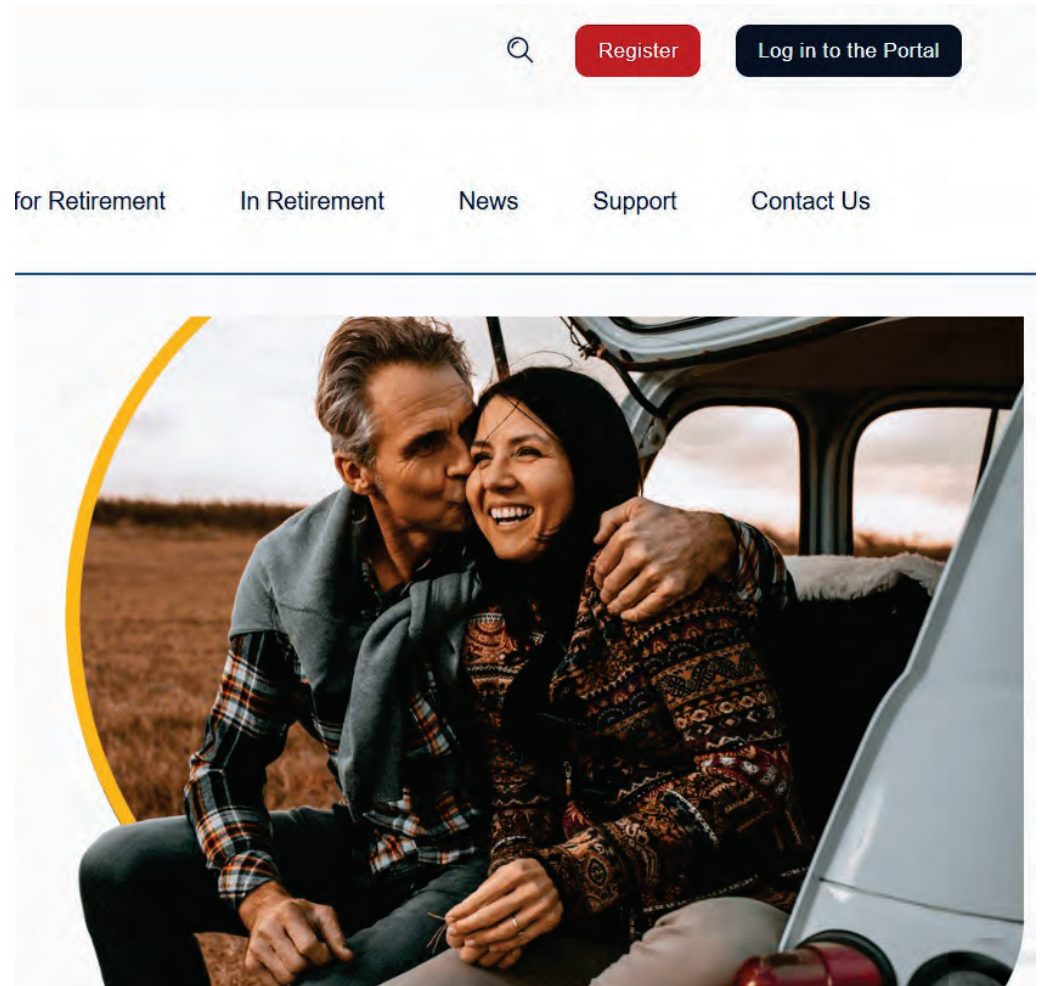 Register
Log in to the Portal
for Retirement
In Retirement
News
Support
Contact Us